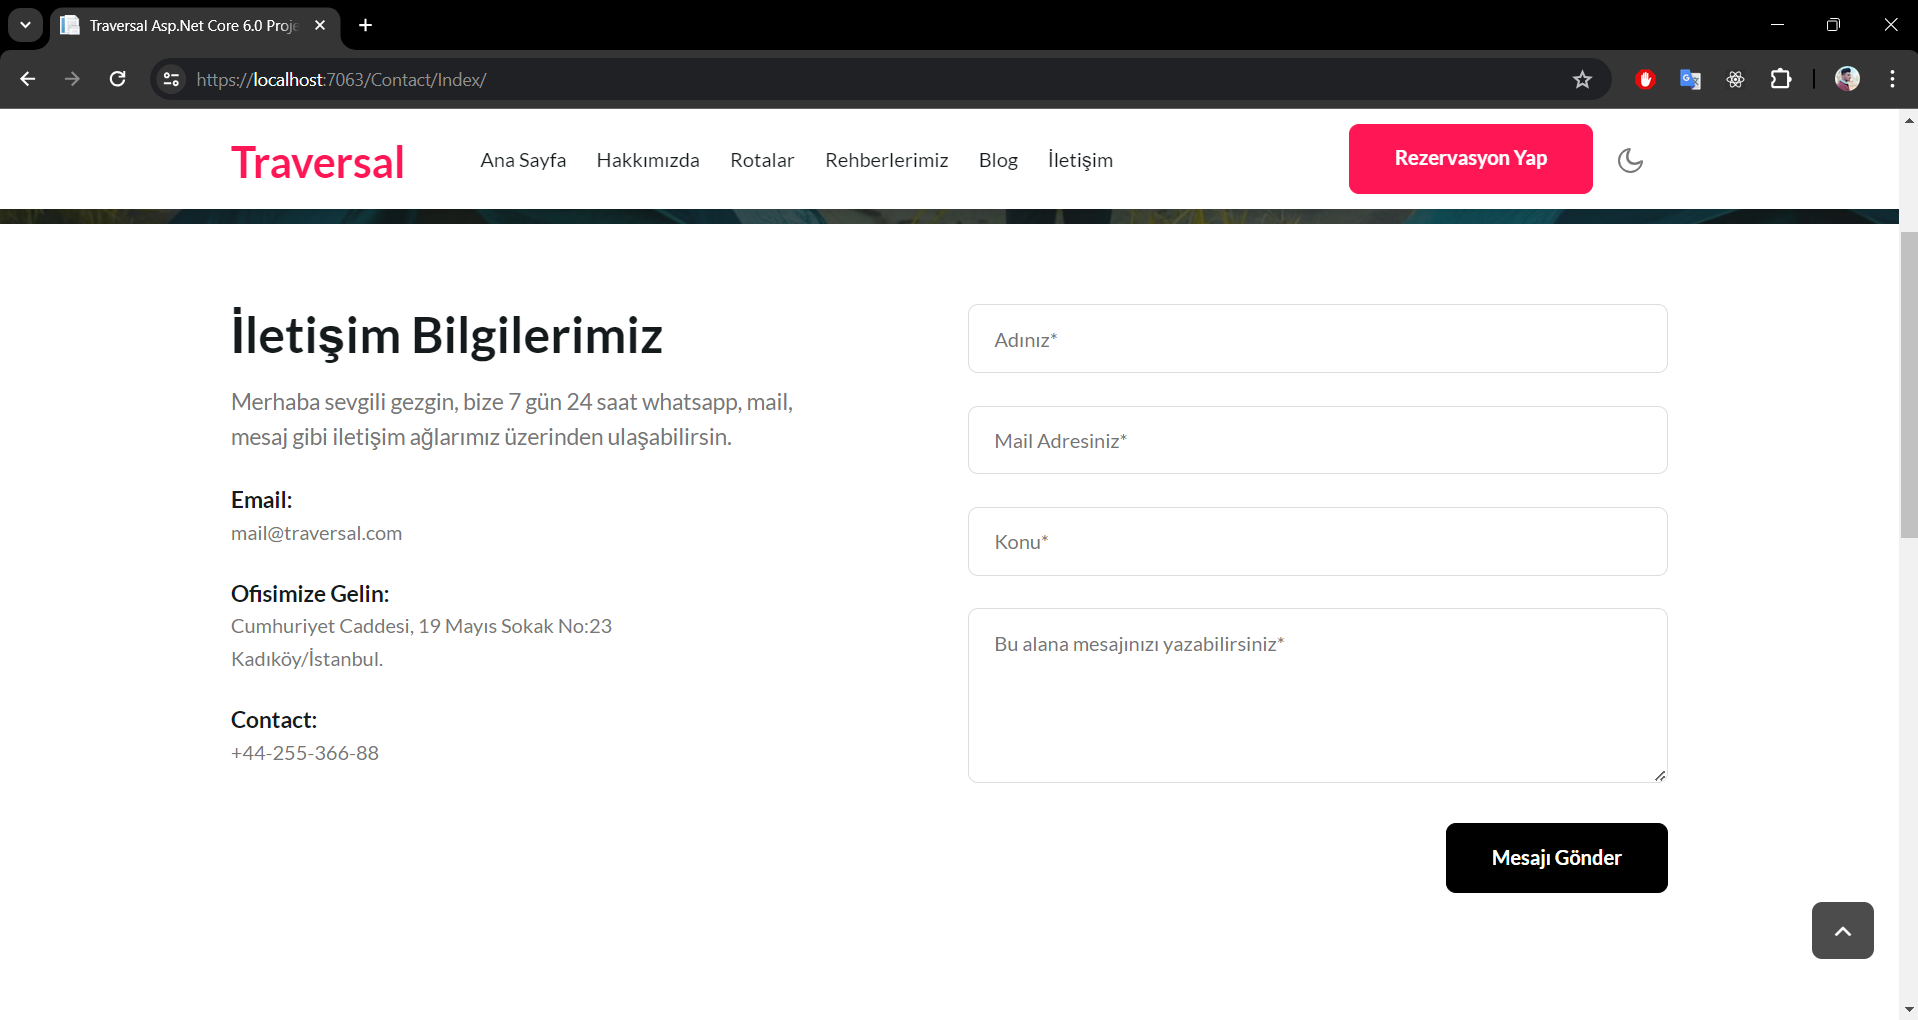 Traversal Asp.Net Core 6.0 Proje
https://localhost:7063/Contact/Index/
Traversal
Ana Sayfa
Hakkımızda
Rotalar
Rehberlerimiz
Blog
İletişim
Rezervasyon Yap
İletişim Bilgilerimiz
Merhaba sevgili gezgin, bize 7 gün 24 saat whatsapp, mail,
mesaj gibi iletişim ağlarımız üzerinden ulaşabilirsin.
Email:
mail@traversal.com
Ofisimize Gelin:
Cumhuriyet Caddesi, 19 Mayıs Sokak No:23
Kadıköy/İstanbul.
Contact:
+44-255-366-88
Adınız*
Mail Adresiniz*
Konu*
Bu alana mesajınızı yazabilirsiniz*
Mesajı Gönder